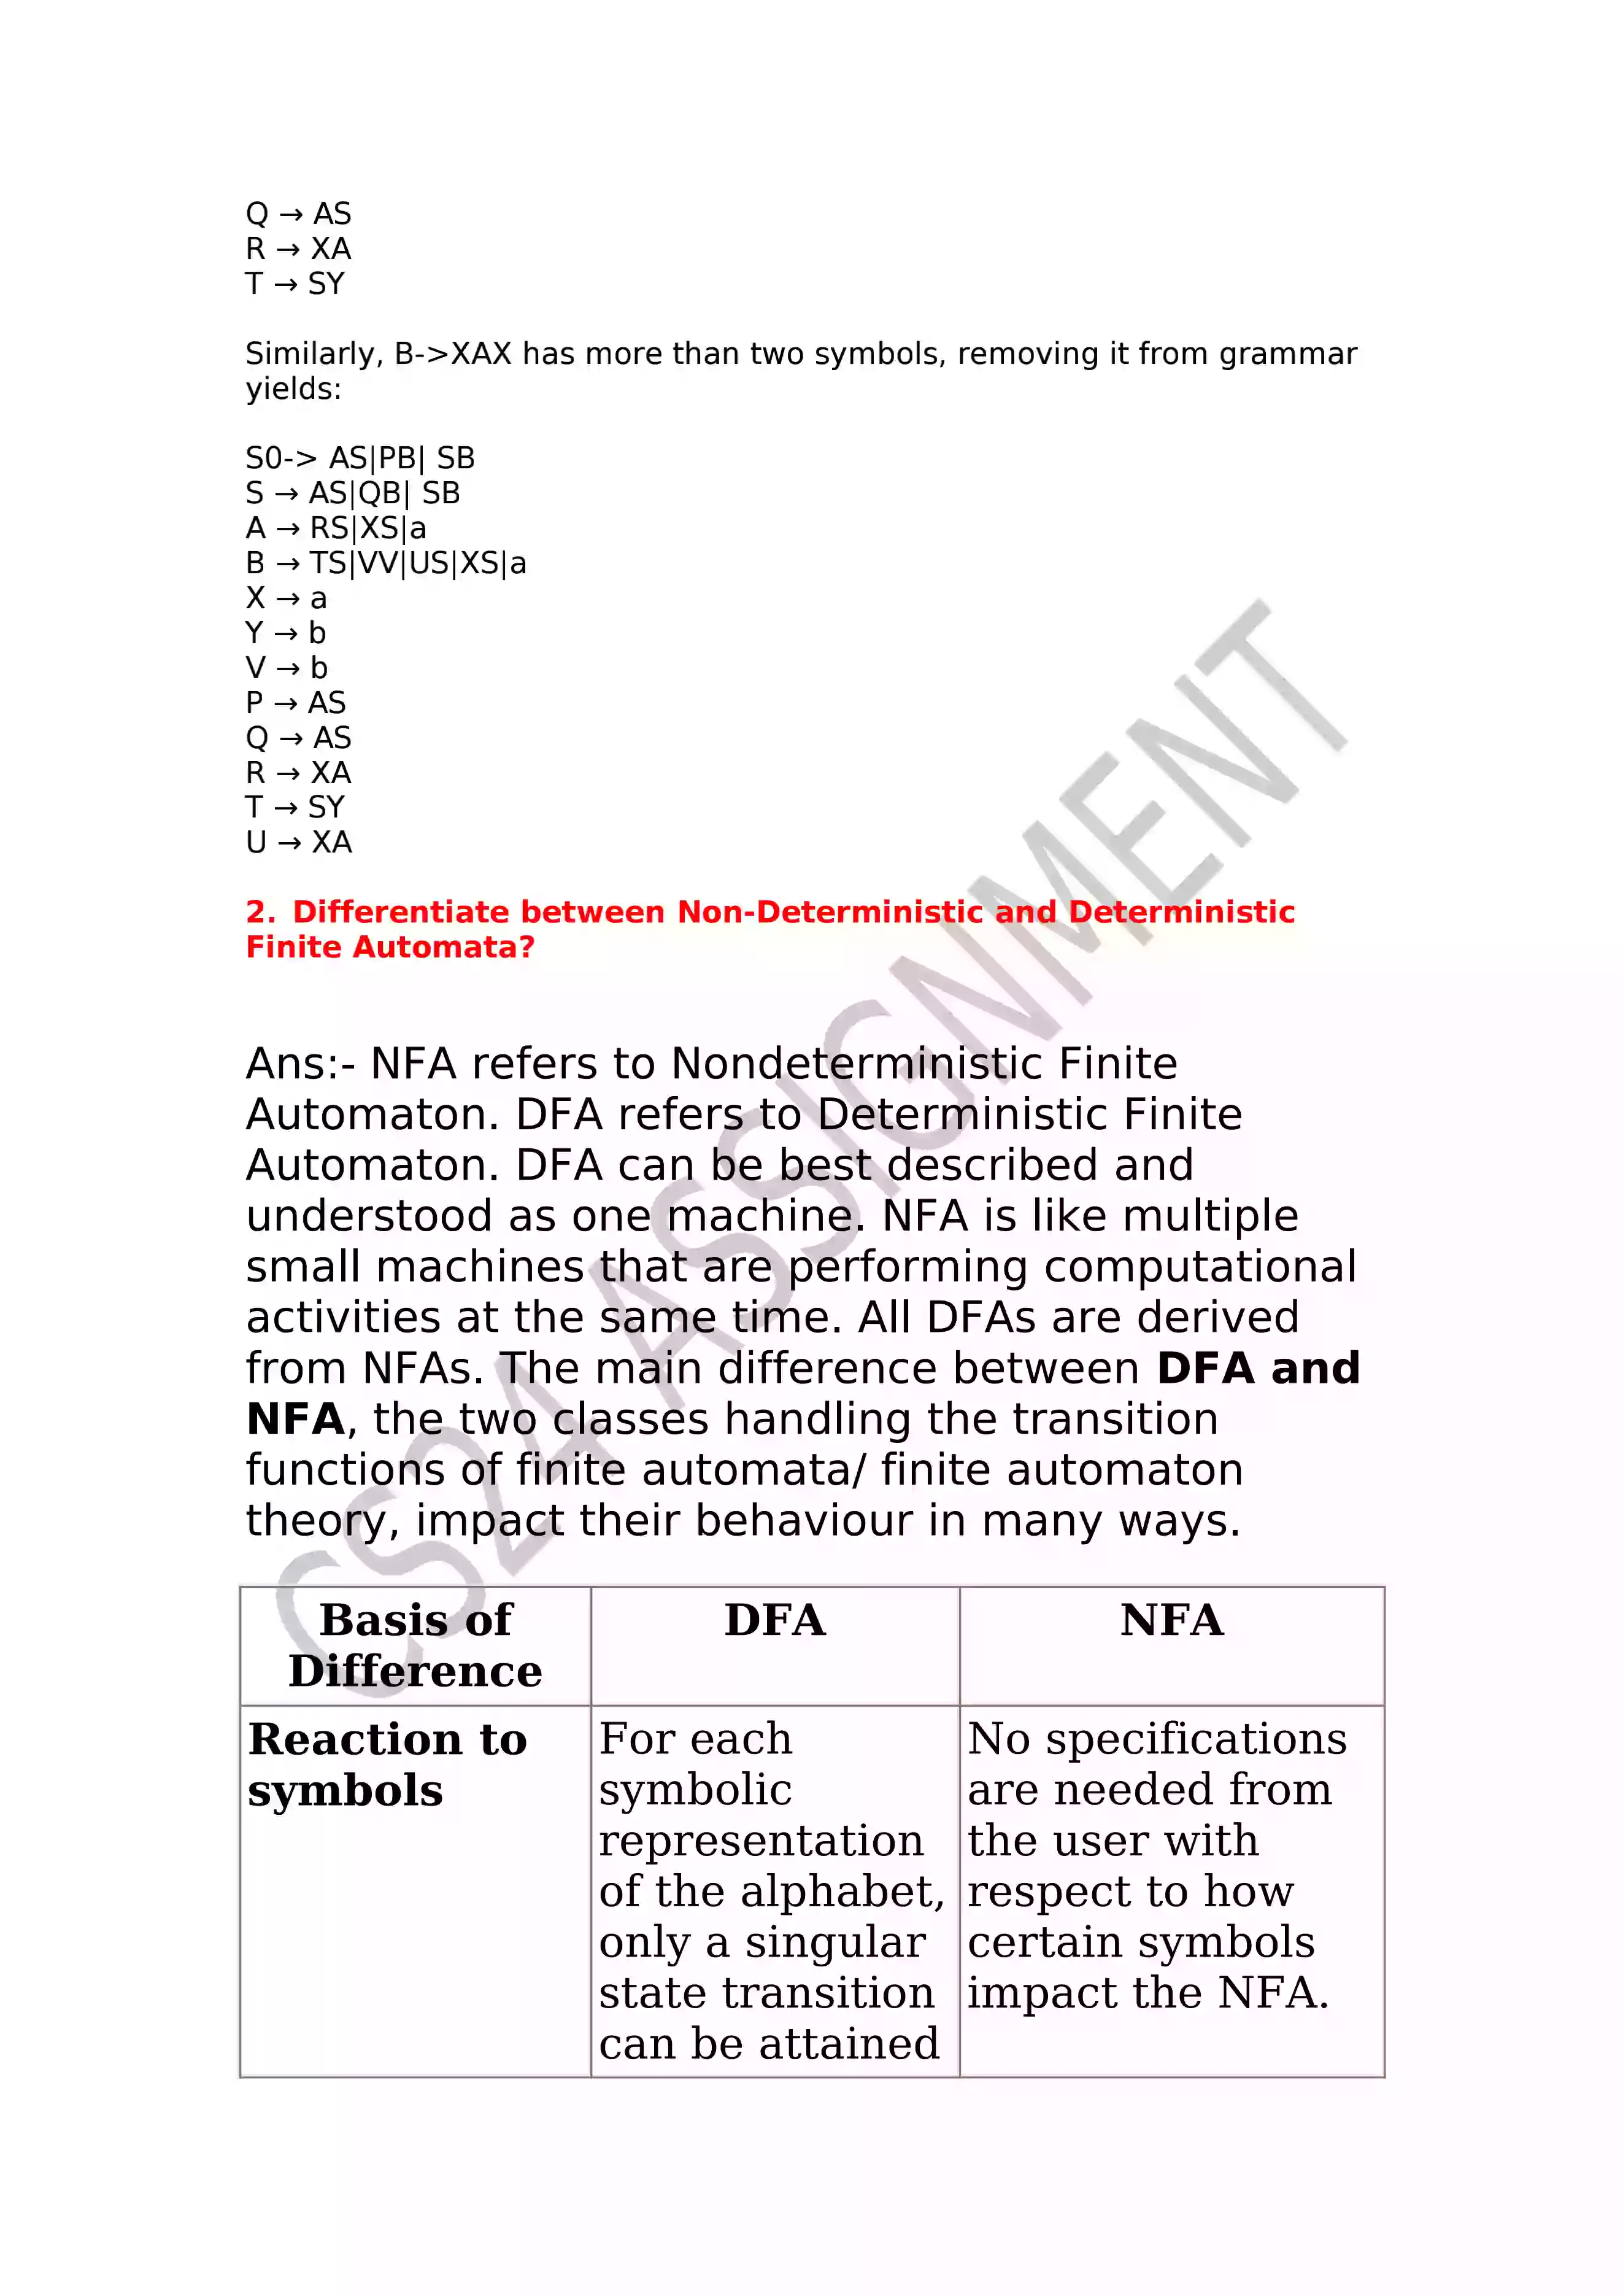 Q → AS
R → XA
T → SY
Similarly, B->XAX has more than two symbols, removing it from grammar
yields:
S0-> AS|PB| SB
S → AS|QB| SB
A → RS|XS|a
B → TS|VV|US|XS|a
X → a
Y → b
V → b
P → AS
Q → AS
R → XA
T → SY
U → XA
2. Differentiate between Non-Deterministic and Deterministic
Finite Automata?
Ans:- NFA refers to Nondeterministic Finite
Automaton. DFA refers to Deterministic Finite
Automaton. DFA can be best described and
understood as one machine. NFA is like multiple
small machines that are performing computational
activities at the same time. All DFAs are derived
from NFAs. The main difference between DFA and
NFA, the two classes handling the transition
functions of finite automata/ finite automaton
theory, impact their behaviour in many ways.
Basis of
Difference
DFA
NFA
Reaction to
symbols
For each
symbolic
representation
of the alphabet,
only a singular
state transition
can be attained
No specifications
are needed from
the user with
respect to how
certain symbols
impact the NFA.
CS24 ASSIGNMENT